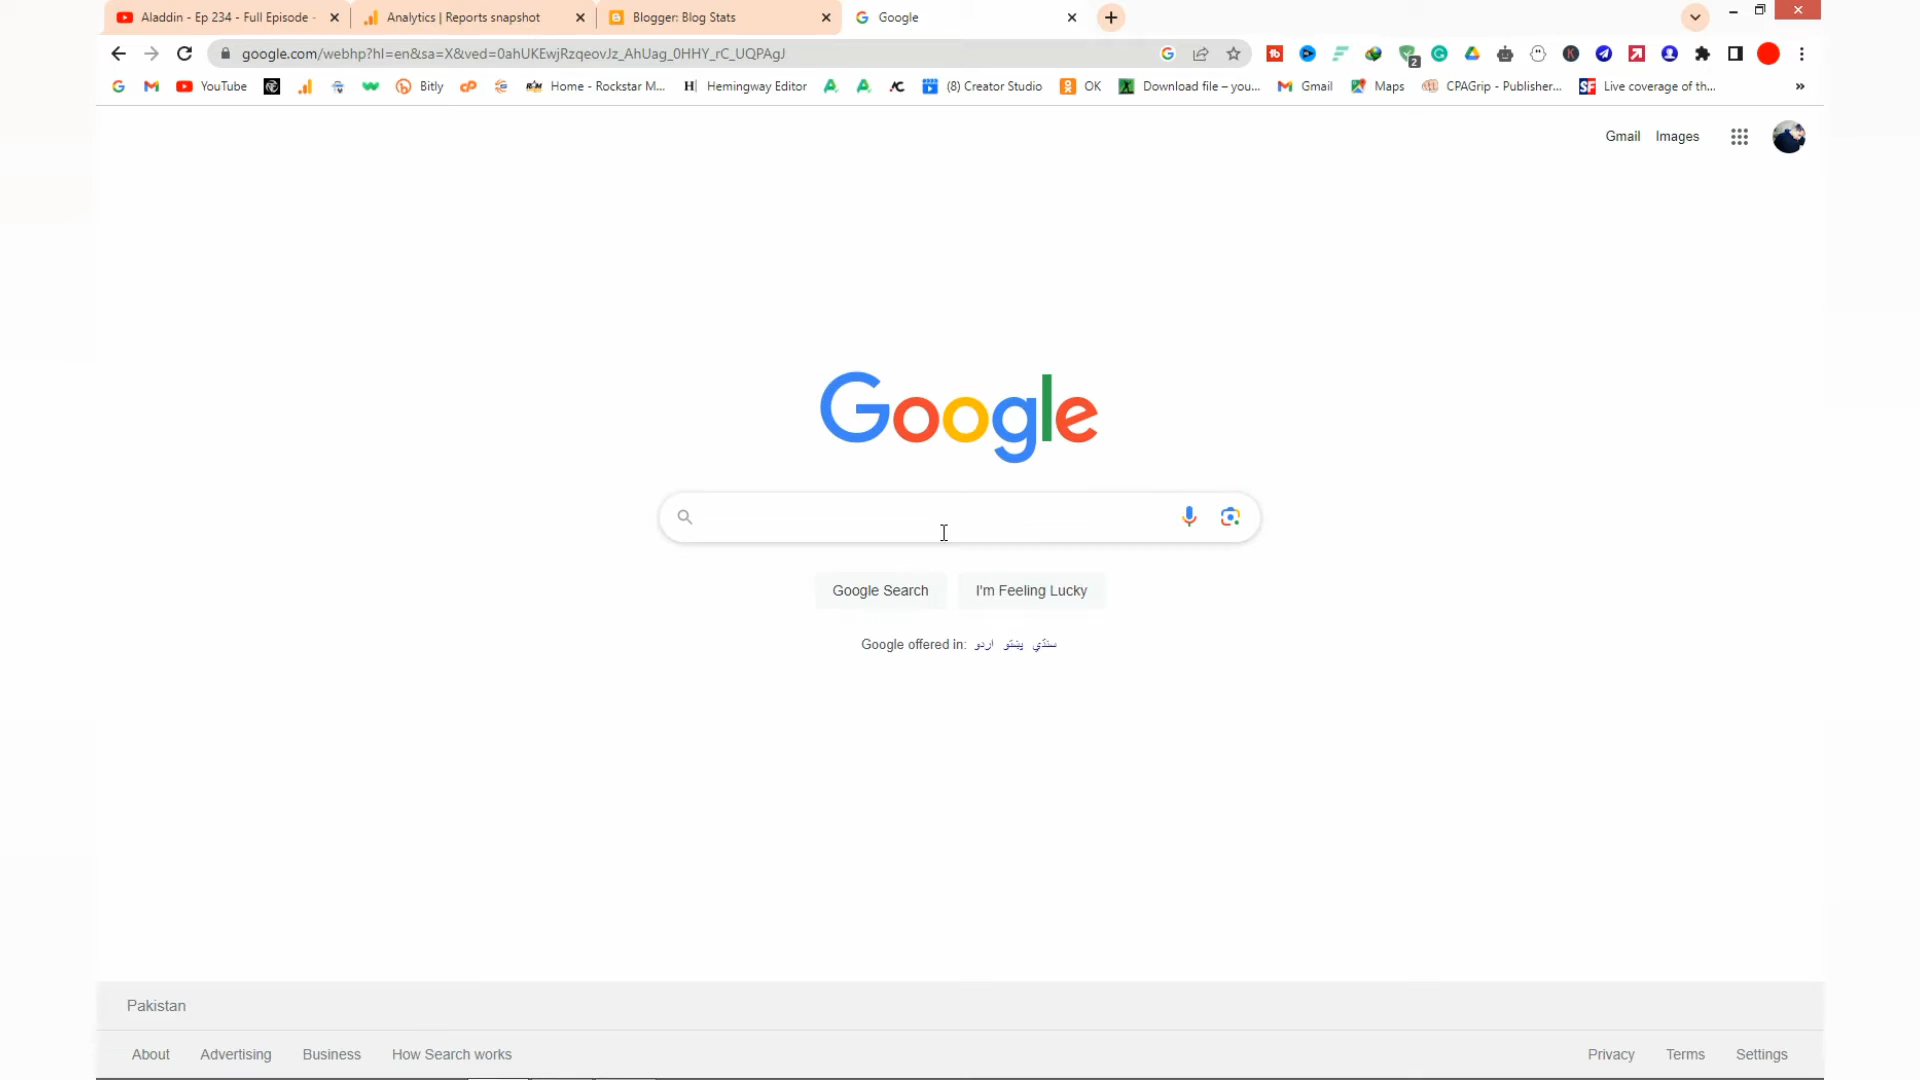 Aladdin - Ep 234 - Full Episode -
Analytics | Reports snapshot
Blogger: Blog Stats
Google
google.com/webhp?hl=en&sa=X&ved=0ahUKEwjRzqeovJz_AhUag_0HHY_rC_UQPAgJ
2
YouTube
Bitly
Home - Rockstar M...
Hemingway Editor
(8) Creator Studio
OK
Download file – you...
Gmail
Maps
CPAGrip - Publisher...
Live coverage of th...
»
Gmail Images
Google
Google Search
I'm Feeling Lucky
Google offered in: اردو پښتو سنڌي
Pakistan
About Advertising Business How Search works
Privacy Terms Settings